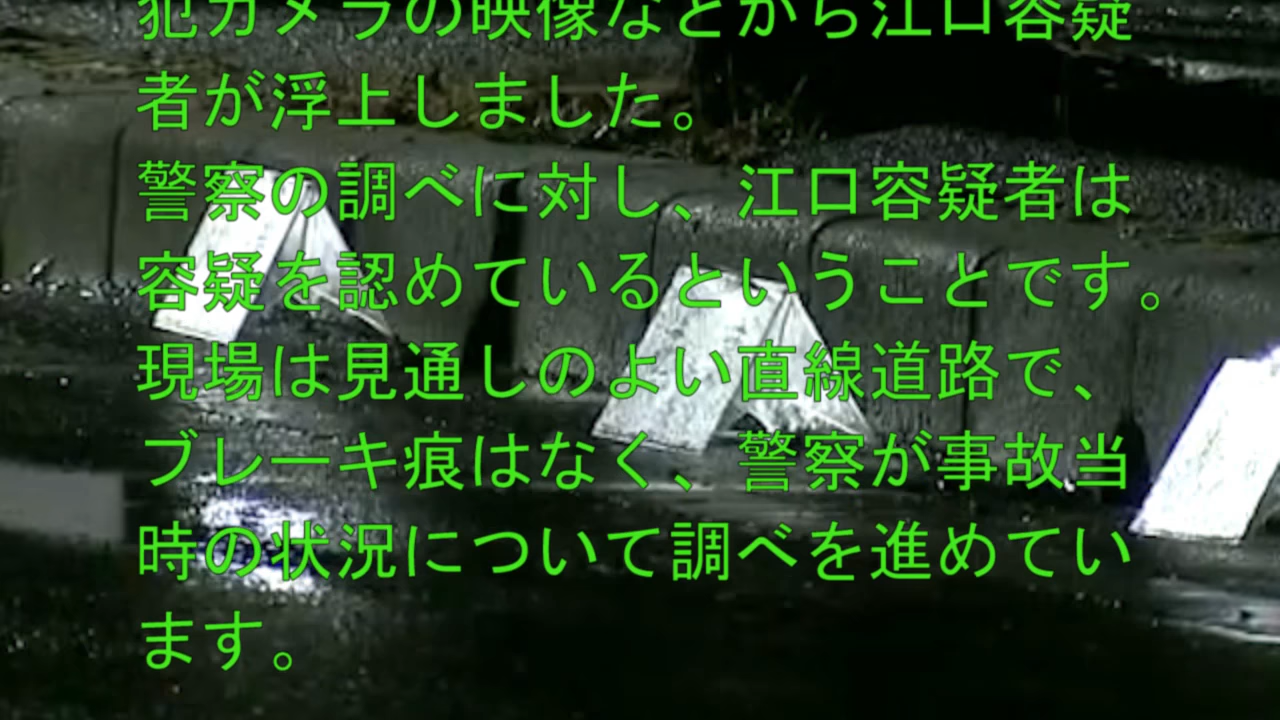 犯カメラの映像などから江口容疑
者が浮上しました。
警察の調べに対し、江口容疑者は
容疑を認めているということです。
現場は見通しのよい直線道路で、
ブレーキ痕はなく、警察が事故当
時の状況について調べを進めてい
ます。